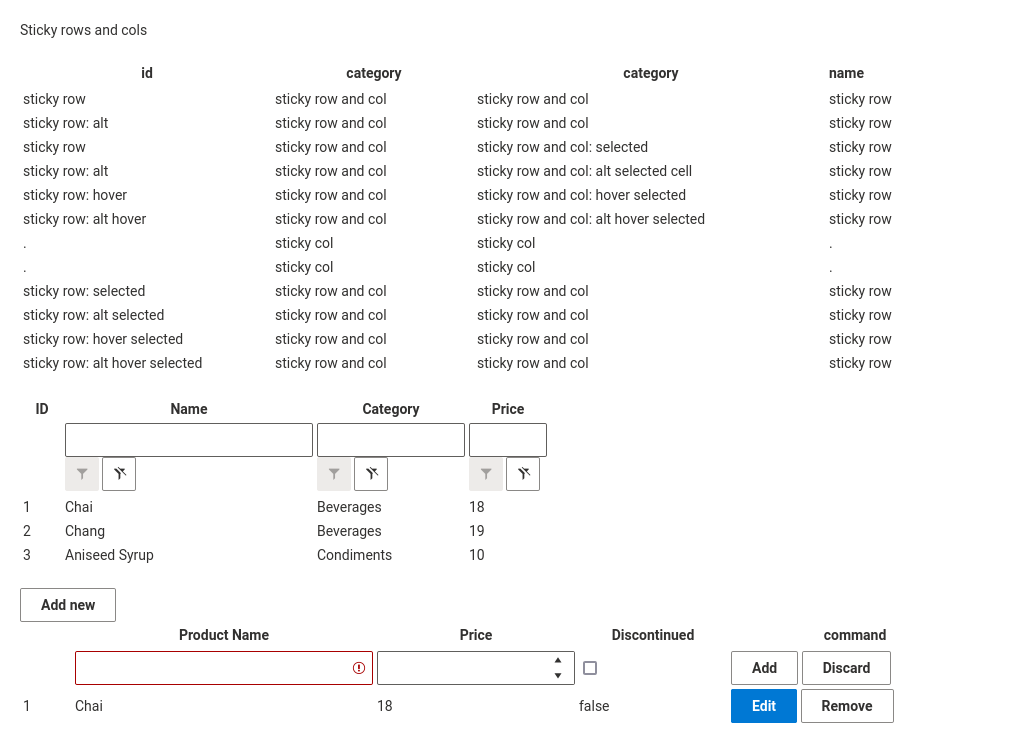 Sticky rows and cols
id category category name
sticky row sticky row and col sticky row and col sticky row
sticky row: alt sticky row and col sticky row and col sticky row
sticky row sticky row and col sticky row and col: selected sticky row
sticky row: alt sticky row and col sticky row and col: alt selected cell sticky row
sticky row: hover sticky row and col sticky row and col: hover selected sticky row
sticky row: alt hover sticky row and col sticky row and col: alt hover selected sticky row
. sticky col sticky col .
. sticky col sticky col .
sticky row: selected sticky row and col sticky row and col sticky row
sticky row: alt selected sticky row and col sticky row and col sticky row
sticky row: hover selected sticky row and col sticky row and col sticky row
sticky row: alt hover selected sticky row and col sticky row and col sticky row
ID Name Category Price
1 Chai Beverages 18
2 Chang Beverages 19
3 Aniseed Syrup Condiments 10
Add new
Product Name Price Discontinued command
Add Discard
1 Chai 18 false Edit Remove